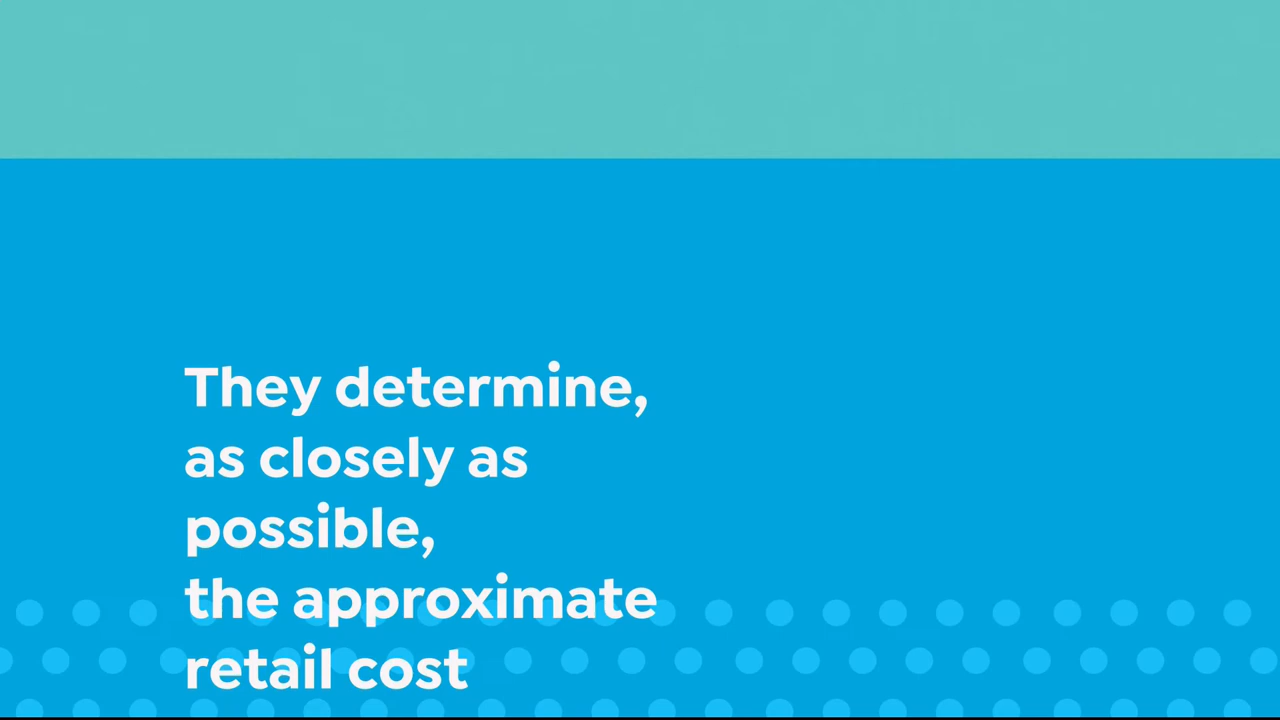 They determine,
as closely as
possible,
the approximate
retail cost